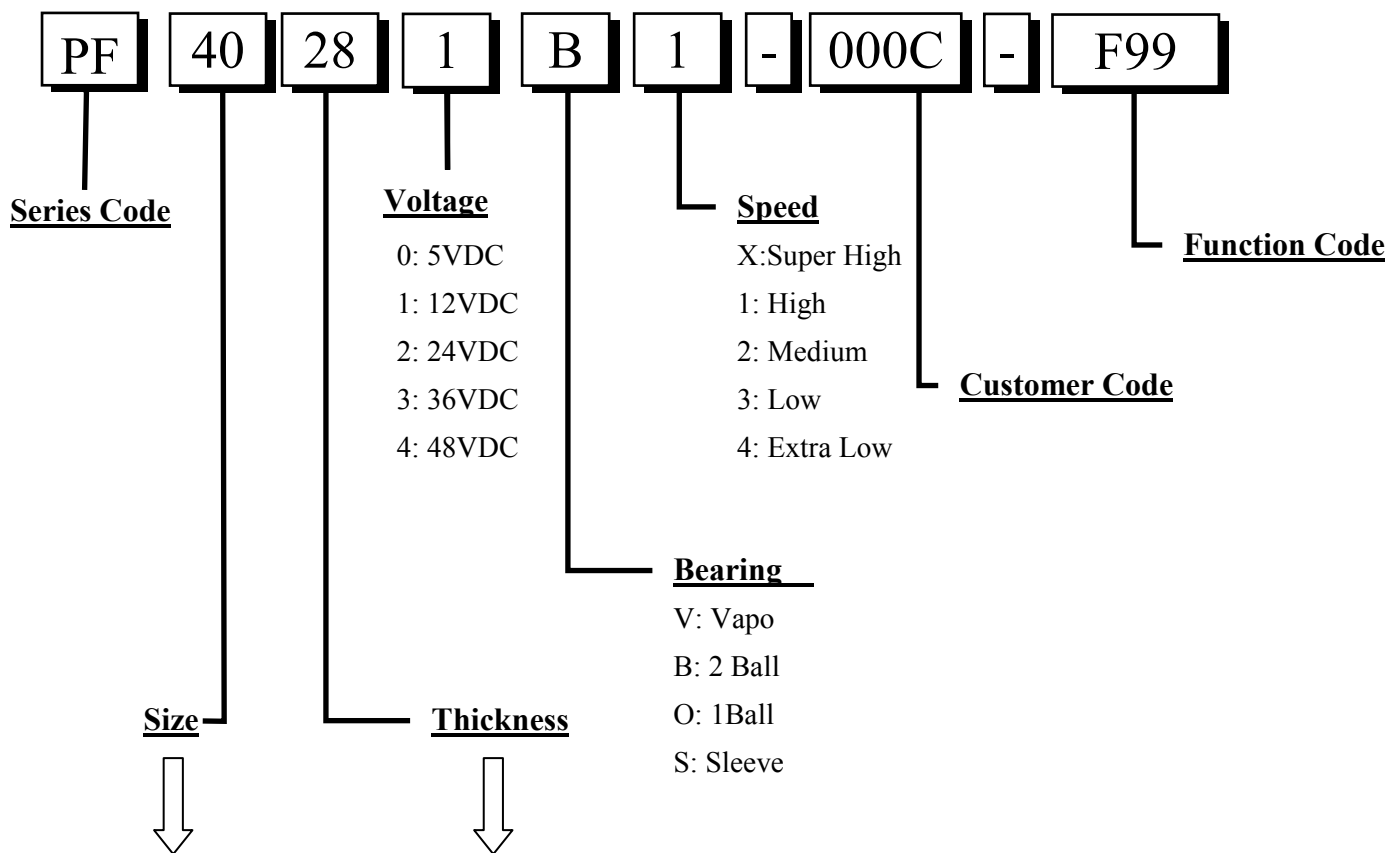 PF 40 28 1 B 1 - 000C - F99
Series Code
Voltage
0: 5VDC
1: 12VDC
2: 24VDC
3: 36VDC
4: 48VDC
Speed
X:Super High
1: High
2: Medium
3: Low
4: Extra Low
Function Code
Customer Code
Bearing
V: Vapo
B: 2 Ball
O: 1Ball
S: Sleeve
Size
Thickness